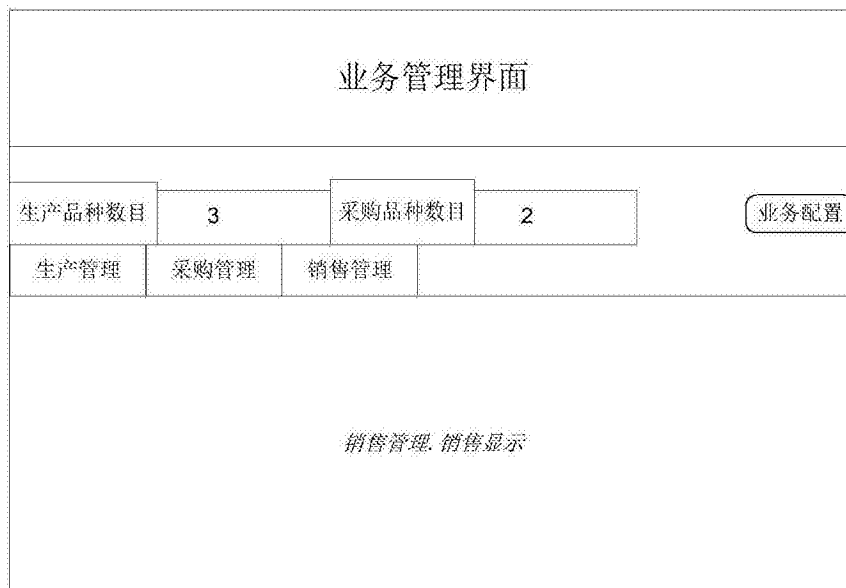 业务管理界面
生产品种数目 3 采购品种数目 2 业务配置
生产管理 采购管理 销售管理
销售管理.销售显示